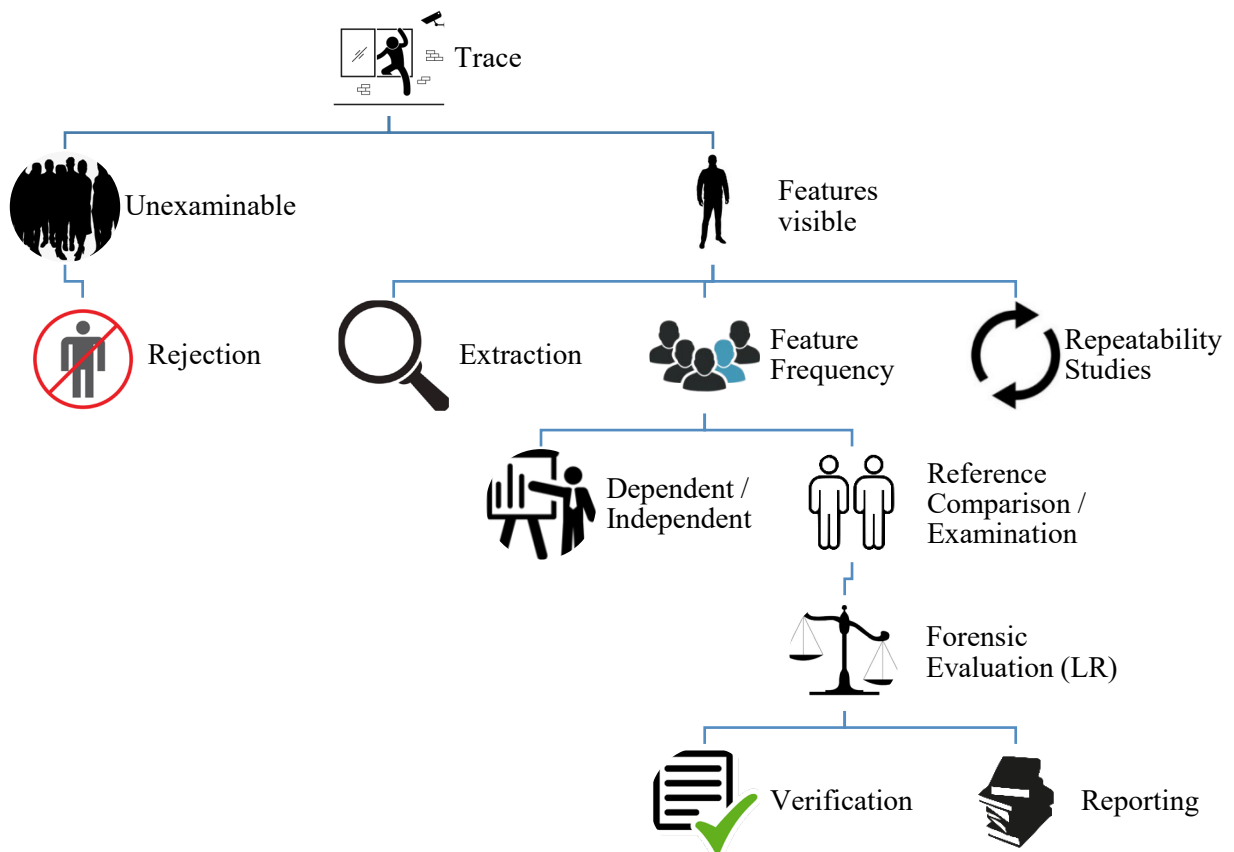 Trace
Unexaminable
Features
visible
Rejection
Extraction
Feature
Frequency
Repeatability
Studies
Dependent /
Independent
Reference
Comparison /
Examination
Forensic
Evaluation (LR)
Verification
Reporting